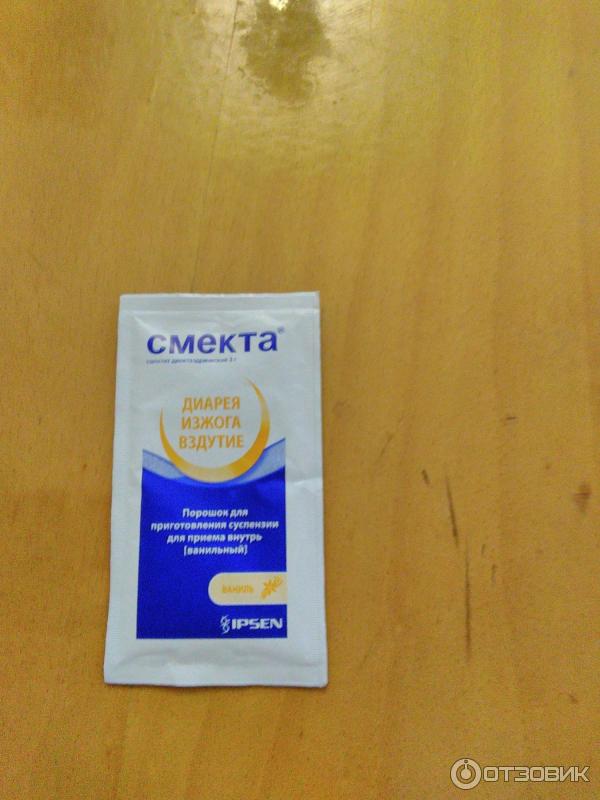 смекта®
смектит диоктаэдрический 3 г
ДИАРЕЯ
ИЗЖОГА
ВЗДУТИЕ
Порошок для
приготовления суспензии
для приема внутрь
[ванильный]
ВАНИЛЬ
IPSEN
ОТЗОВИК